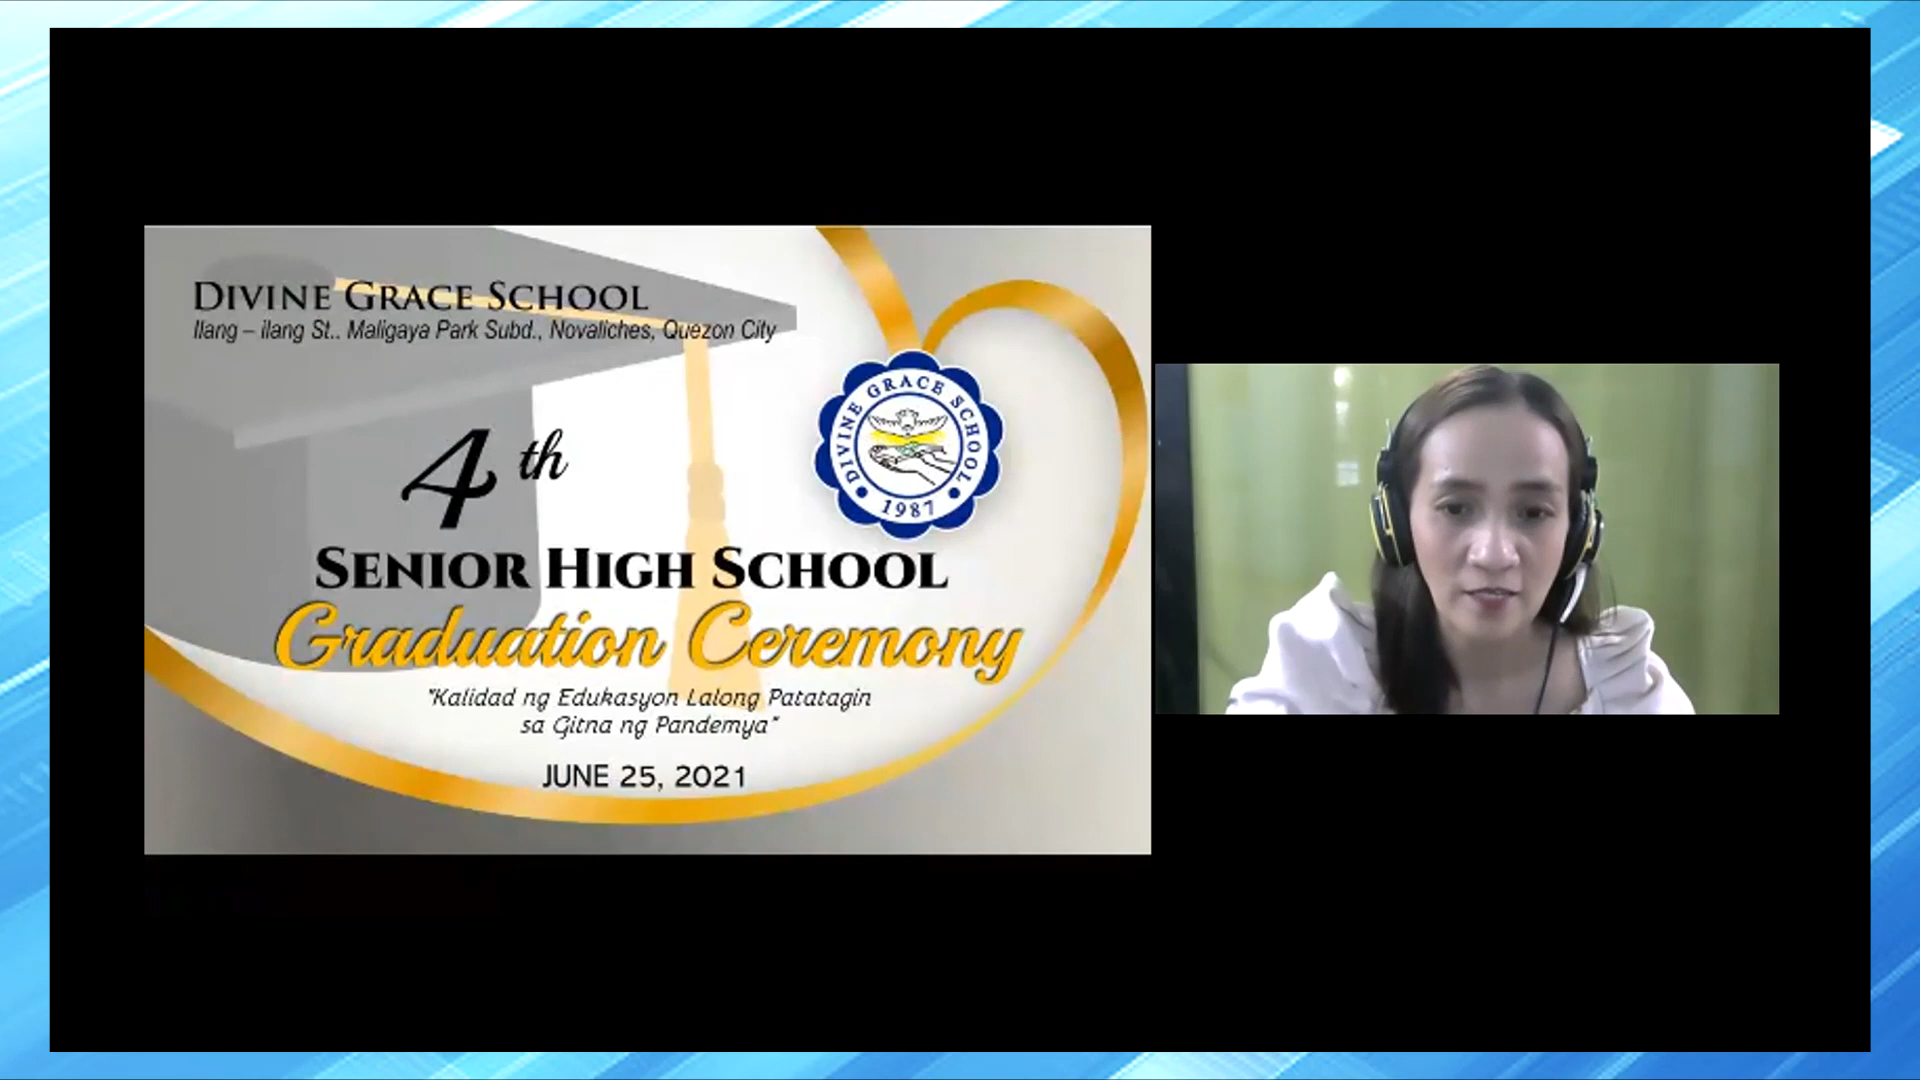 DIVINE GRACE SCHOOL
Ilang – ilang St.. Maligaya Park Subd., Novaliches, Quezon City
4th
SENIOR HIGH SCHOOL
Graduation Ceremony
"Kalidad ng Edukasyon Lalong Patatagin
sa Gitna ng Pandemya"
JUNE 25, 2021
DIVINE GRACE SCHOOL
1987